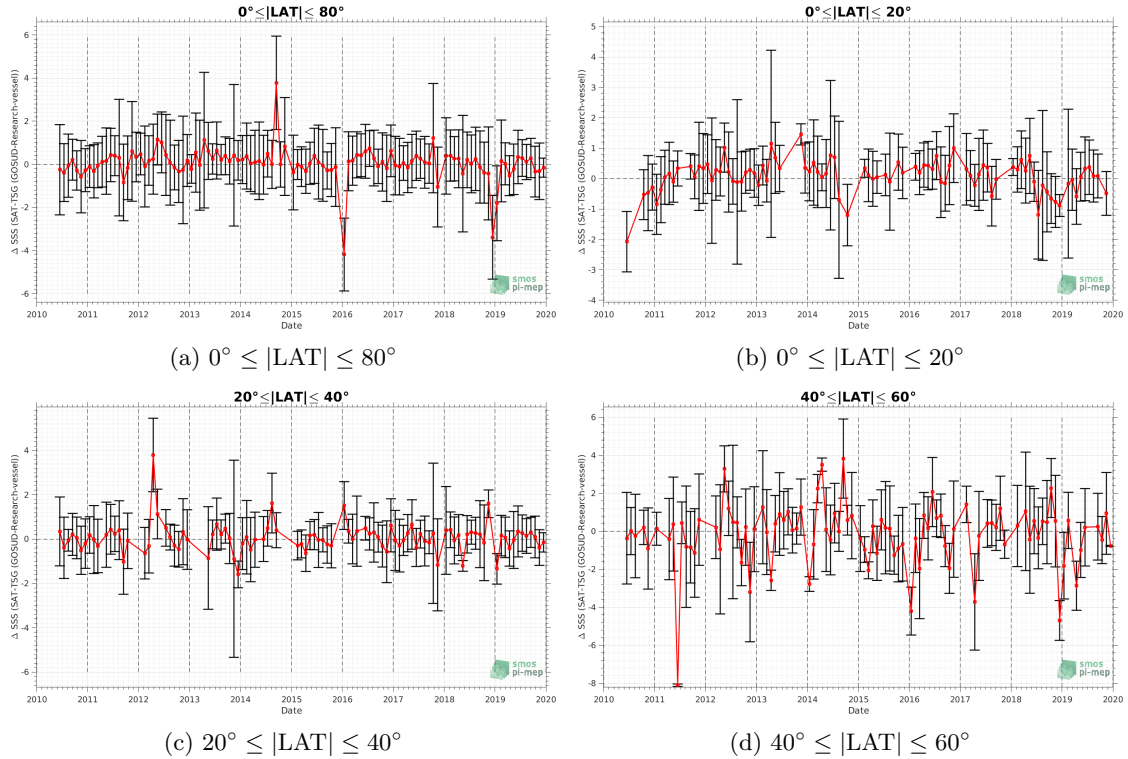 0°≤|LAT|≤ 80°
Δ SSS (SAT-TSG (GOSUD-Research-vessel))
6
4
2
0
-2
-4
-6
2010 2011 2012 2013 2014 2015 2016 2017 2018 2019 2020
Date
smos
pi-mep
(a) 0° ≤ |LAT| ≤ 80°
0°≤|LAT|≤ 20°
Δ SSS (SAT-TSG (GOSUD-Research-vessel))
5
4
3
2
1
0
-1
-2
-3
-4
2010 2011 2012 2013 2014 2015 2016 2017 2018 2019 2020
Date
smos
pi-mep
(b) 0° ≤ |LAT| ≤ 20°
20°≤|LAT|≤ 40°
Δ SSS (SAT-TSG (GOSUD-Research-vessel))
4
2
0
-2
-4
-6
2010 2011 2012 2013 2014 2015 2016 2017 2018 2019 2020
Date
smos
pi-mep
(c) 20° ≤ |LAT| ≤ 40°
40°≤|LAT|≤ 60°
Δ SSS (SAT-TSG (GOSUD-Research-vessel))
6
4
2
0
-2
-4
-6
-8
2010 2011 2012 2013 2014 2015 2016 2017 2018 2019 2020
Date
smos
pi-mep
(d) 40° ≤ |LAT| ≤ 60°